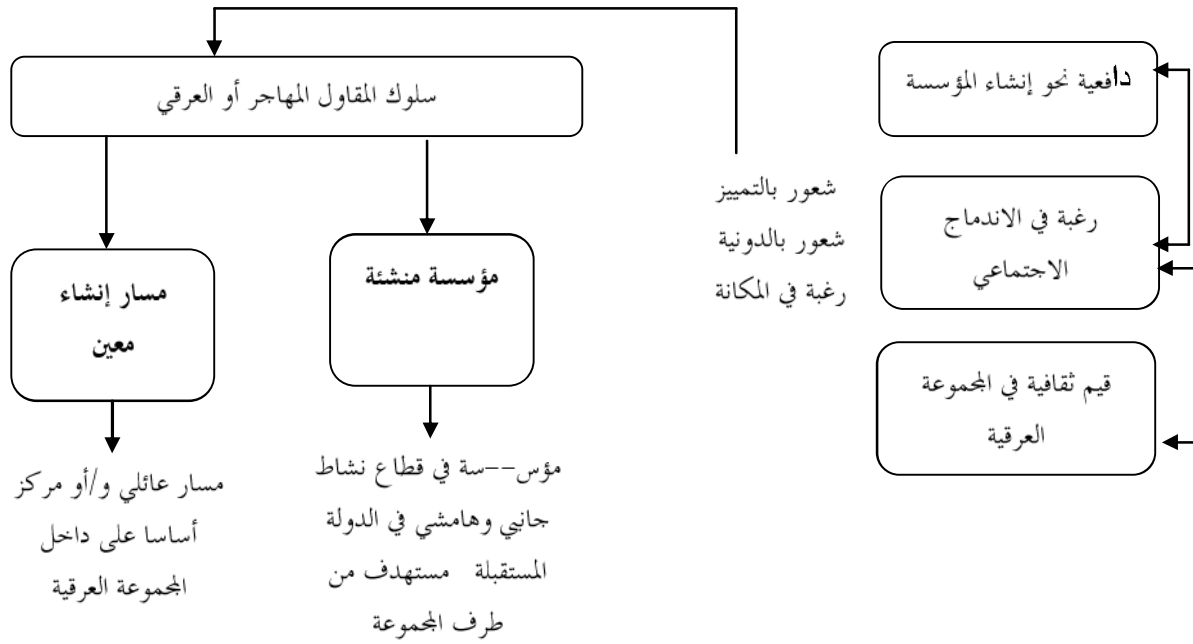 دافعية نحو إنشاء المؤسسة
رغبة في الاندماج
الاجتماعي
قيم ثقافية في المجموعة
العرقية
شعور بالتمييز
شعور بالدونية
رغبة في المكانة
سلوك المقاول المهاجر أو العرقي
مؤسسة منشئة
مسار إنشاء
معين
مؤس--سة في قطاع نشاط
جانبي وهامشي في الدولة
المستقبلة مستهدف من
طرف المجموعة
مسار عائلي و/أو مركز
أساسا على داخل
المجموعة العرقية